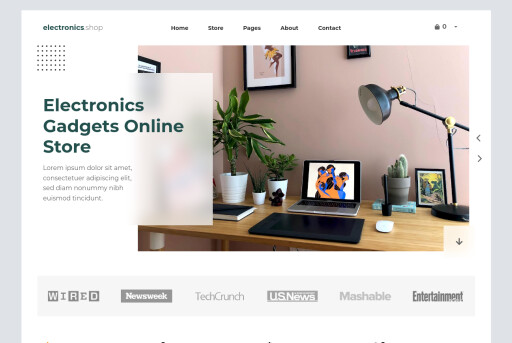 electronics.shop
Home Store Pages About Contact
0
Electronics
Gadgets Online
Store
Lorem ipsum dolor sit amet,
consectetuer adipiscing elit,
sed diam nonummy nibh
euismod tincidunt.
WIRED Newsweek TechCrunch U.S.News Mashable Entertainment